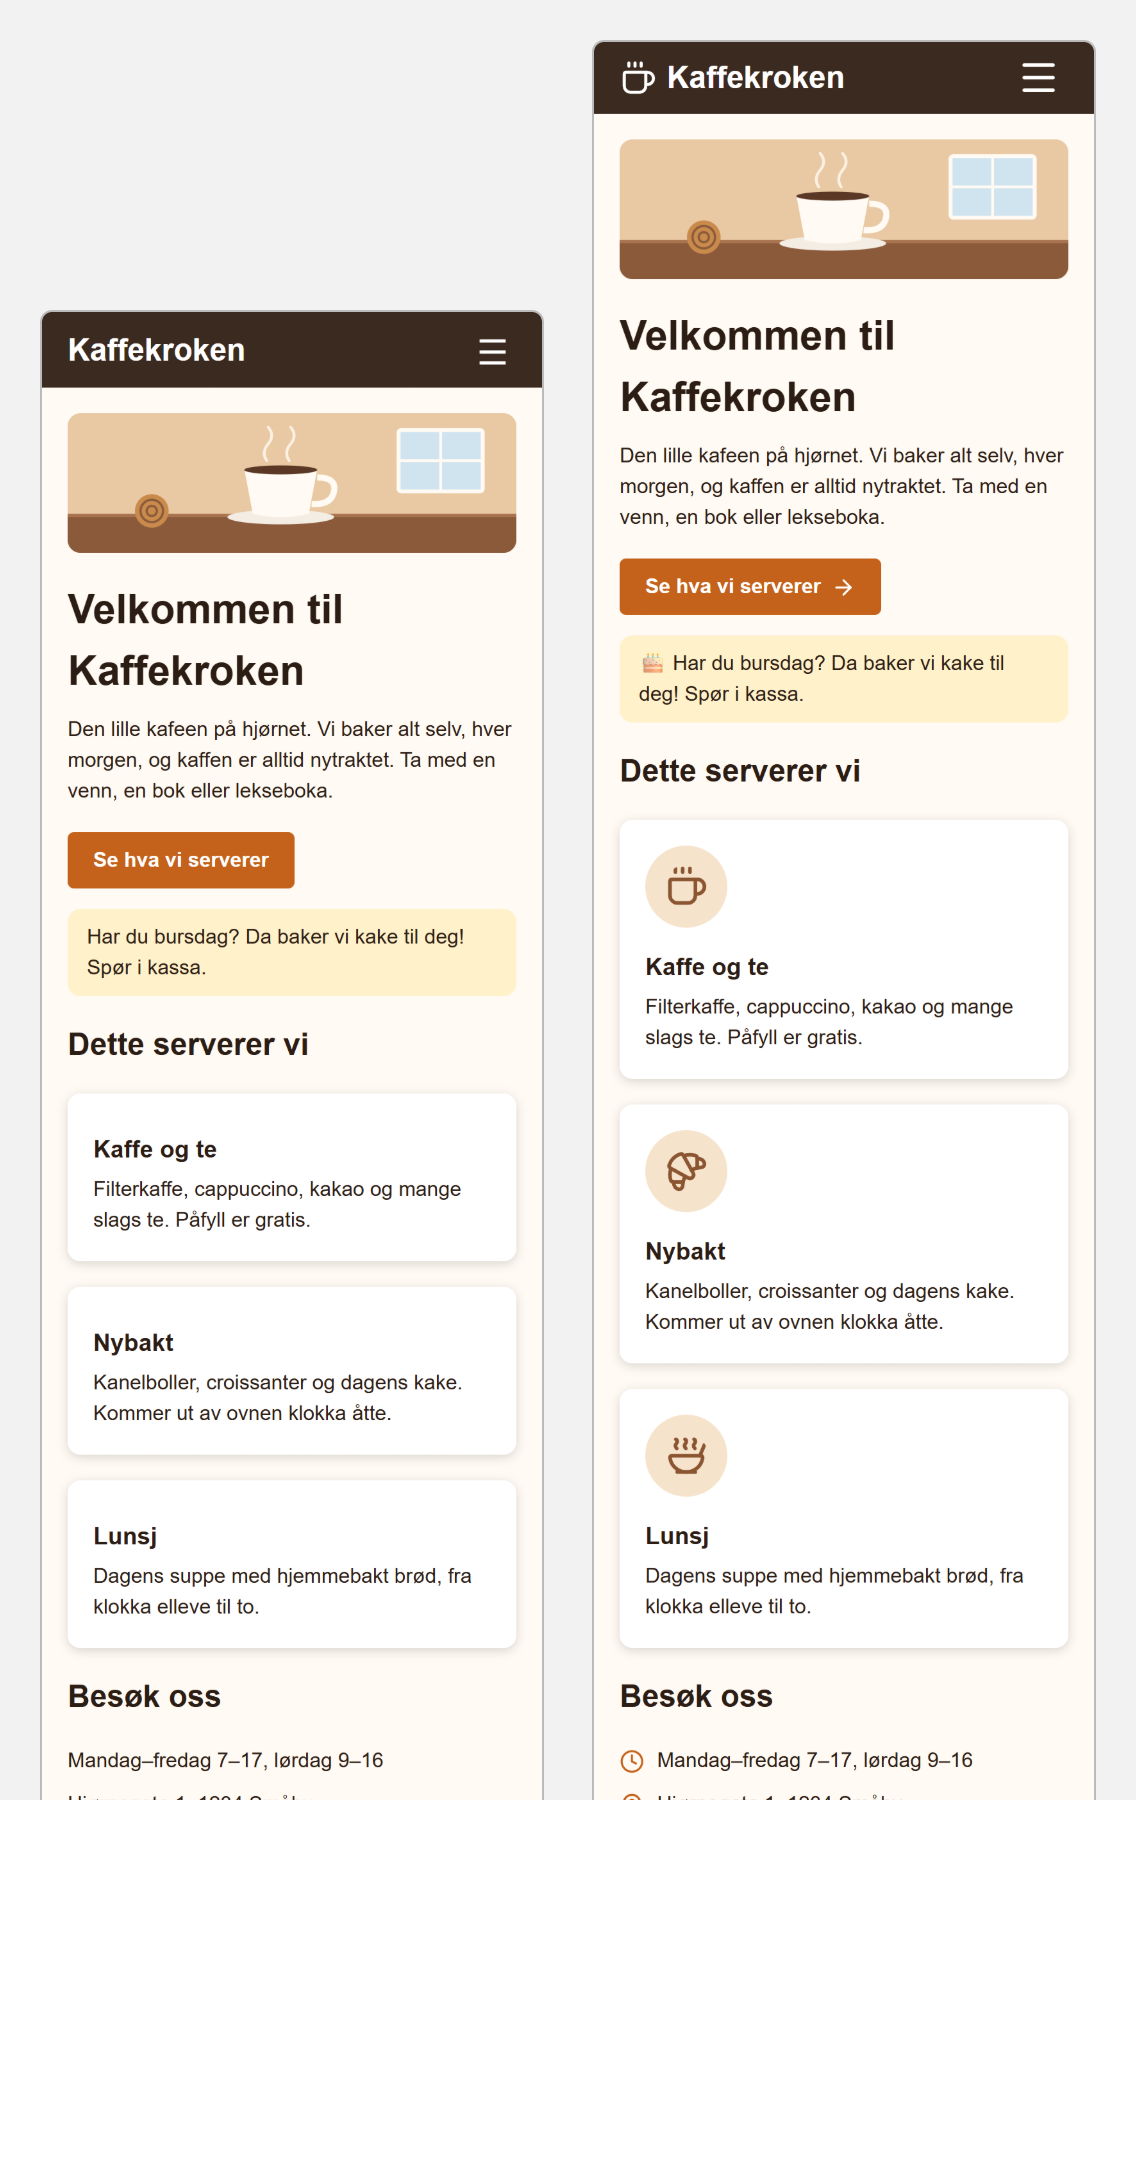 Kaffekroken
Velkommen til
Kaffekroken
Den lille kafeen på hjørnet. Vi baker alt selv, hver
morgen, og kaffen er alltid nytraktet. Ta med en
venn, en bok eller lekseboka.
Se hva vi serverer
Har du bursdag? Da baker vi kake til deg!
Spør i kassa.
Dette serverer vi
Kaffe og te
Filterkaffe, cappuccino, kakao og mange
slags te. Påfyll er gratis.
Nybakt
Kanelboller, croissanter og dagens kake.
Kommer ut av ovnen klokka åtte.
Lunsj
Dagens suppe med hjemmebakt brød, fra
klokka elleve til to.
Besøk oss
Mandag–fredag 7–17, lørdag 9–16
Kaffekroken
Velkommen til
Kaffekroken
Den lille kafeen på hjørnet. Vi baker alt selv, hver
morgen, og kaffen er alltid nytraktet. Ta med en
venn, en bok eller lekseboka.
Se hva vi serverer →
🎂 Har du bursdag? Da baker vi kake til
deg! Spør i kassa.
Dette serverer vi
Kaffe og te
Filterkaffe, cappuccino, kakao og mange
slags te. Påfyll er gratis.
Nybakt
Kanelboller, croissanter og dagens kake.
Kommer ut av ovnen klokka åtte.
Lunsj
Dagens suppe med hjemmebakt brød, fra
klokka elleve til to.
Besøk oss
Mandag–fredag 7–17, lørdag 9–16